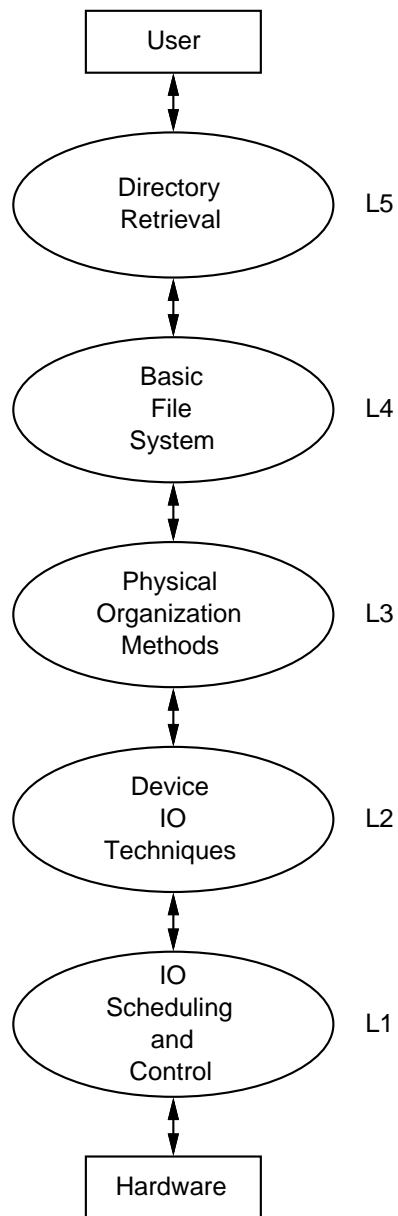 User
Directory
Retrieval
L5
Basic
File
System
L4
Physical
Organization
Methods
L3
Device
IO
Techniques
L2
IO
Scheduling
and
Control
L1
Hardware